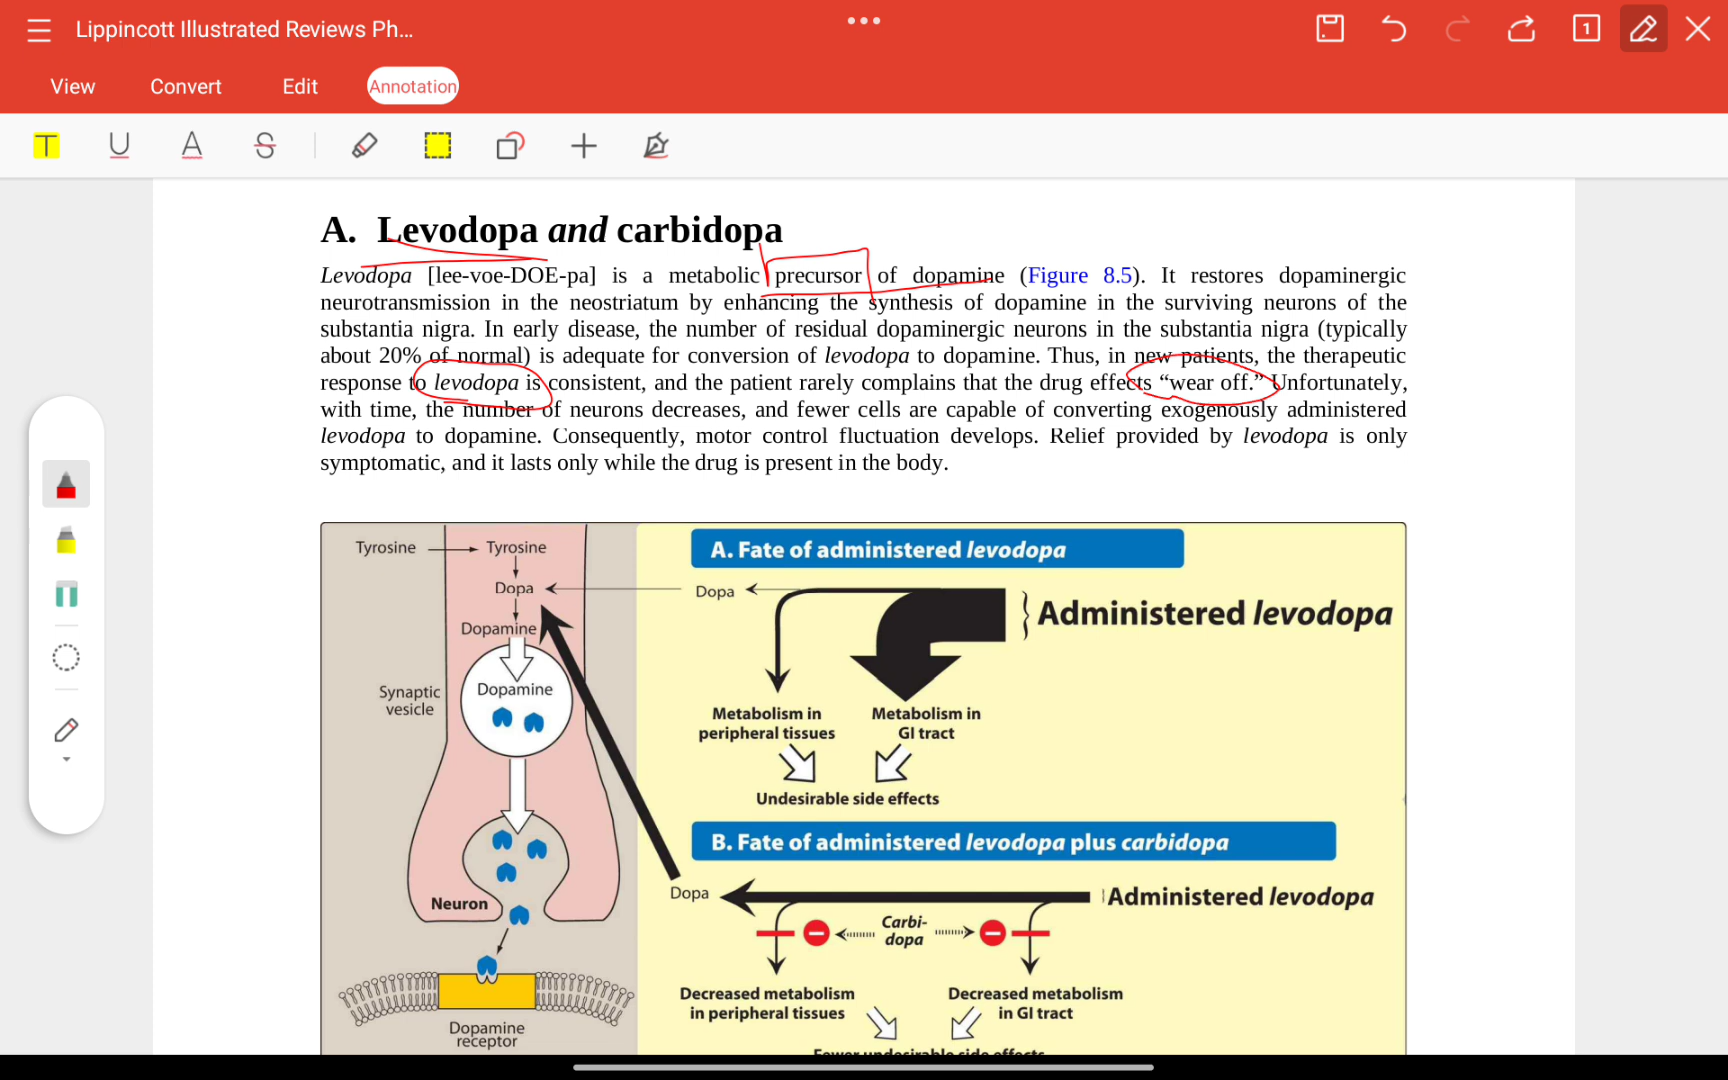 Lippincott Illustrated Reviews Ph...
1
View Convert Edit Annotation
T U A S
A. Levodopa and carbidopa
Levodopa [lee-voe-DOE-pa] is a metabolic precursor of dopamine (Figure 8.5). It restores dopaminergic
neurotransmission in the neostriatum by enhancing the synthesis of dopamine in the surviving neurons of the
substantia nigra. In early disease, the number of residual dopaminergic neurons in the substantia nigra (typically
about 20% of normal) is adequate for conversion of levodopa to dopamine. Thus, in new patients, the therapeutic
response to levodopa is consistent, and the patient rarely complains that the drug effects “wear off.” Unfortunately,
with time, the number of neurons decreases, and fewer cells are capable of converting exogenously administered
levodopa to dopamine. Consequently, motor control fluctuation develops. Relief provided by levodopa is only
symptomatic, and it lasts only while the drug is present in the body.
Tyrosine
Tyrosine
Dopa
Dopamine
Dopamine
Synaptic
vesicle
Neuron
Dopamine
receptor
A. Fate of administered levodopa
Dopa
Administered levodopa
Metabolism in
peripheral tissues
Metabolism in
GI tract
Undesirable side effects
B. Fate of administered levodopa plus carbidopa
Dopa
Administered levodopa
Carbi-
dopa
Decreased metabolism
in peripheral tissues
Decreased metabolism
in GI tract
Fewer undesirable side effects